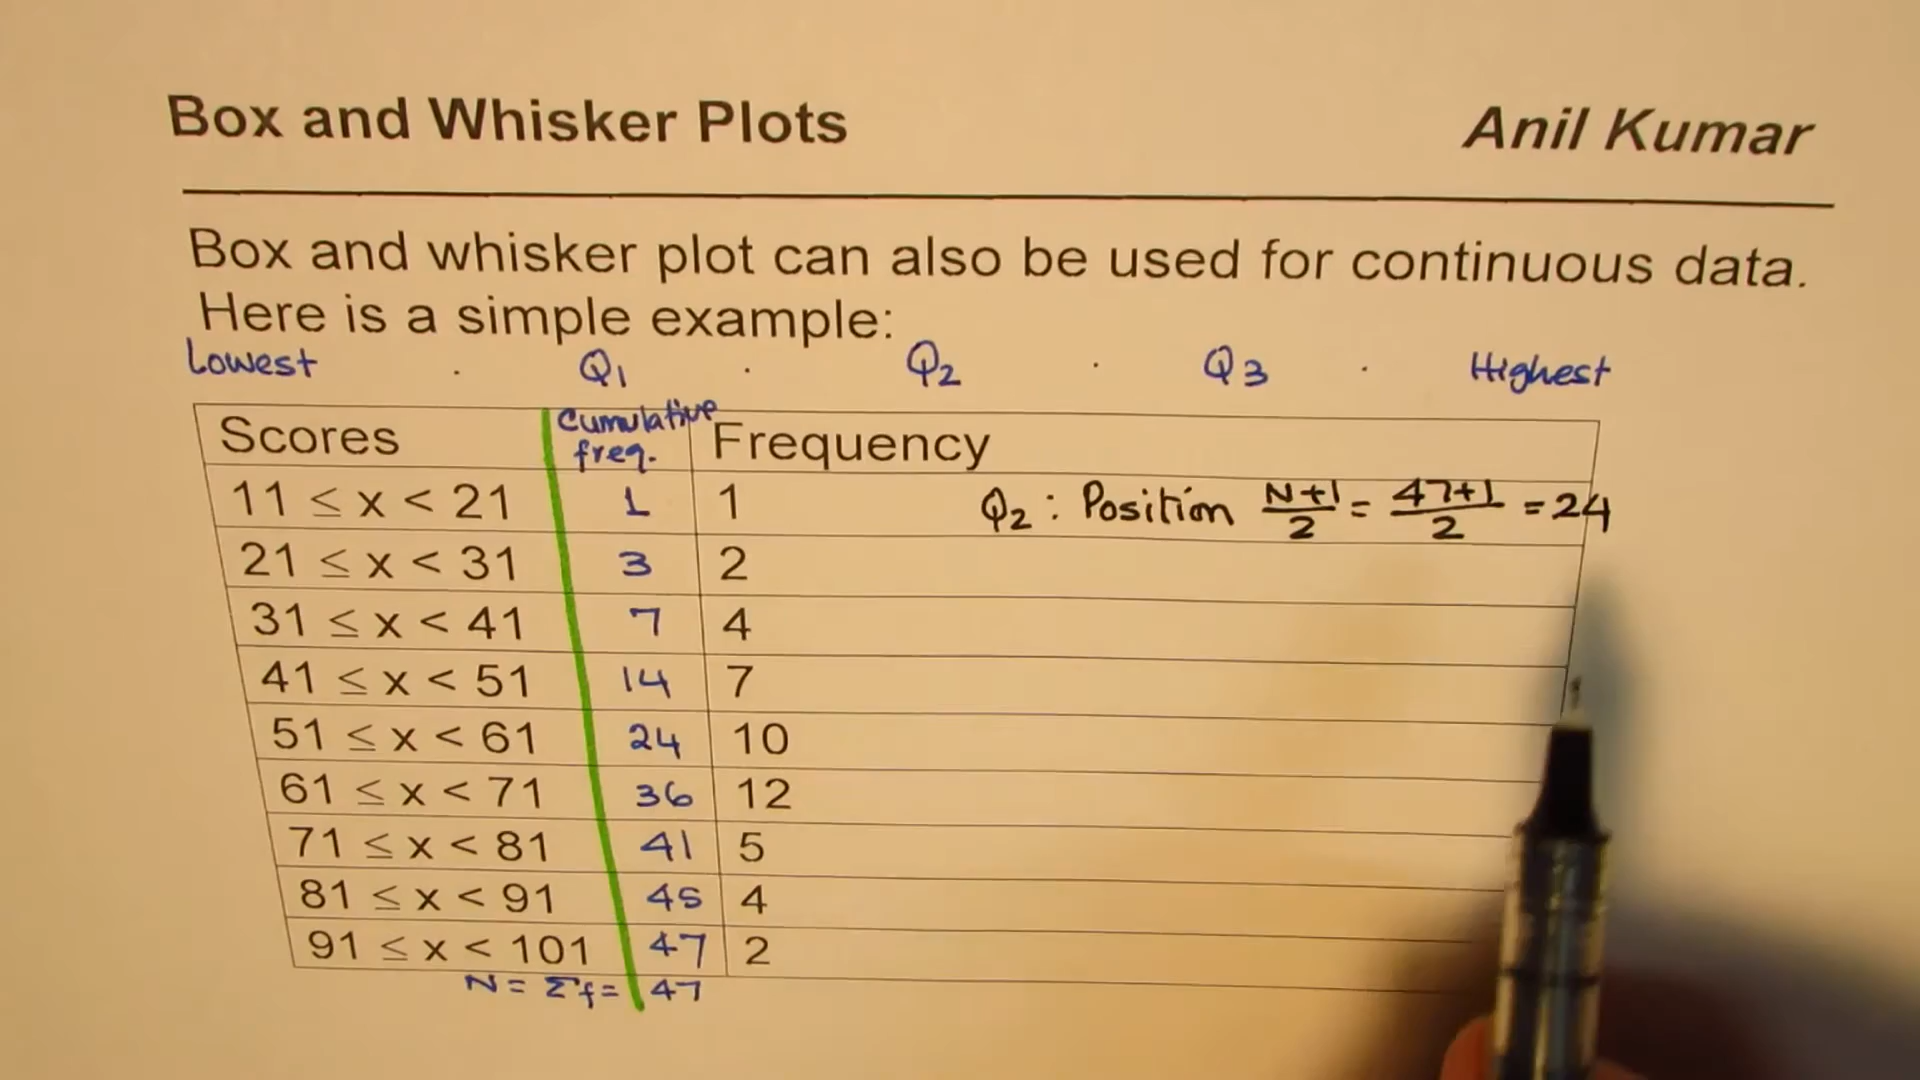 Box and Whisker Plots Anil Kumar
Box and whisker plot can also be used for continuous data.
Here is a simple example:
Lowest . Q1 . Q2 . Q3 . Highest
Scores Cumulative freq. Frequency
11 ≤ x < 21 1 1 Q2 : Position N+1/2 = 47+1/2 = 24
21 ≤ x < 31 3 2
31 ≤ x < 41 7 4
41 ≤ x < 51 14 7
51 ≤ x < 61 24 10
61 ≤ x < 71 36 12
71 ≤ x < 81 41 5
81 ≤ x < 91 45 4
91 ≤ x < 101 47 2
N = Σf = 47